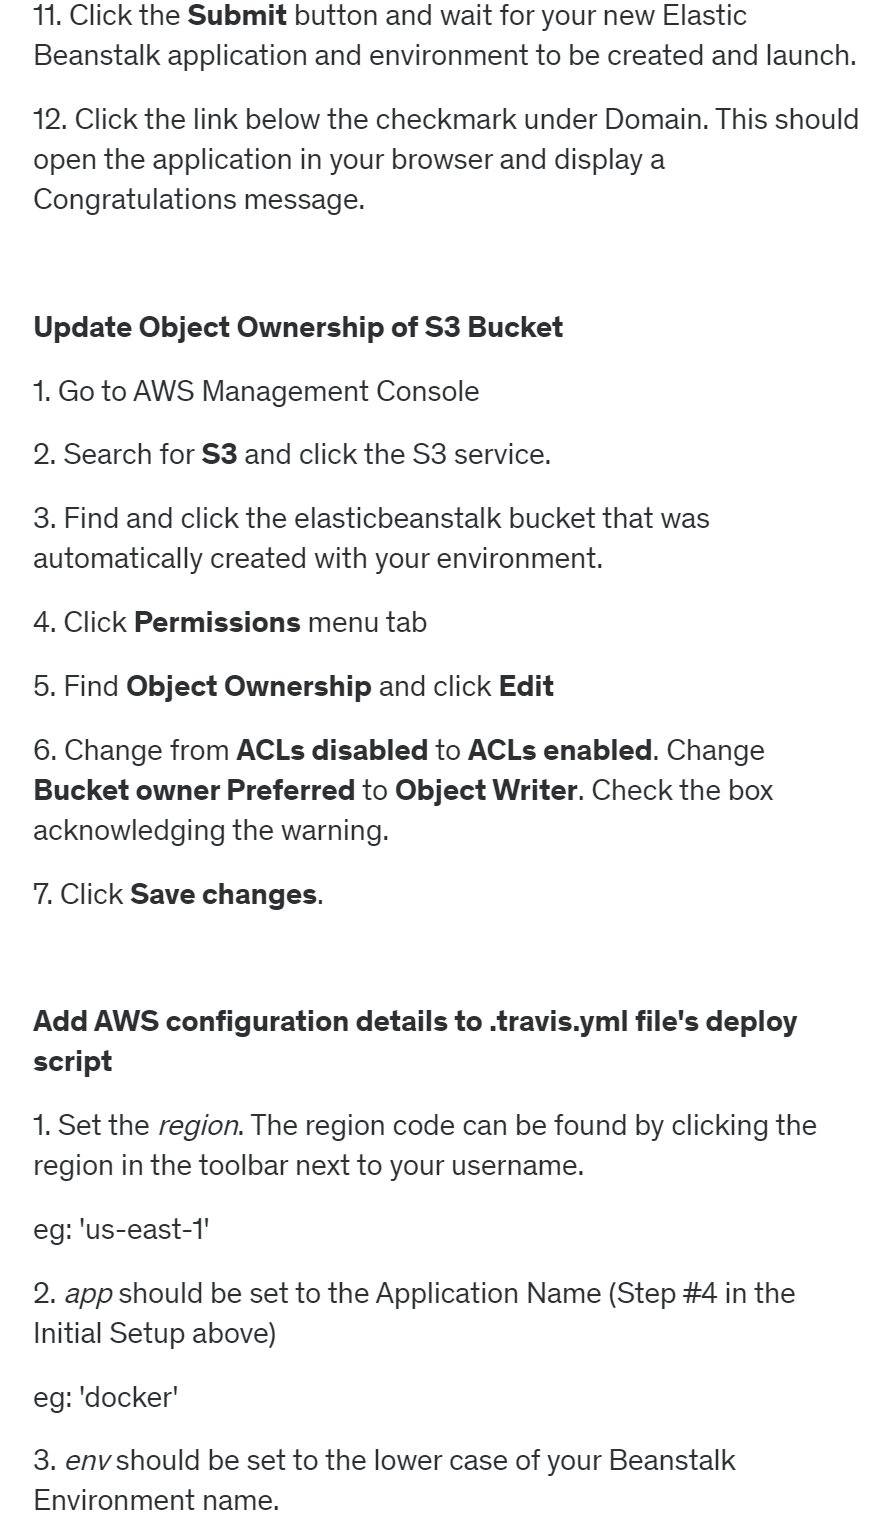 11. Click the Submit button and wait for your new Elastic
Beanstalk application and environment to be created and launch.
12. Click the link below the checkmark under Domain. This should
open the application in your browser and display a
Congratulations message.
Update Object Ownership of S3 Bucket
1. Go to AWS Management Console
2. Search for S3 and click the S3 service.
3. Find and click the elasticbeanstalk bucket that was
automatically created with your environment.
4. Click Permissions menu tab
5. Find Object Ownership and click Edit
6. Change from ACLs disabled to ACLs enabled. Change
Bucket owner Preferred to Object Writer. Check the box
acknowledging the warning.
7. Click Save changes.
Add AWS configuration details to .travis.yml file's deploy
script
1. Set the region. The region code can be found by clicking the
region in the toolbar next to your username.
eg: 'us-east-1'
2. app should be set to the Application Name (Step #4 in the
Initial Setup above)
eg: 'docker'
3. env should be set to the lower case of your Beanstalk
Environment name.